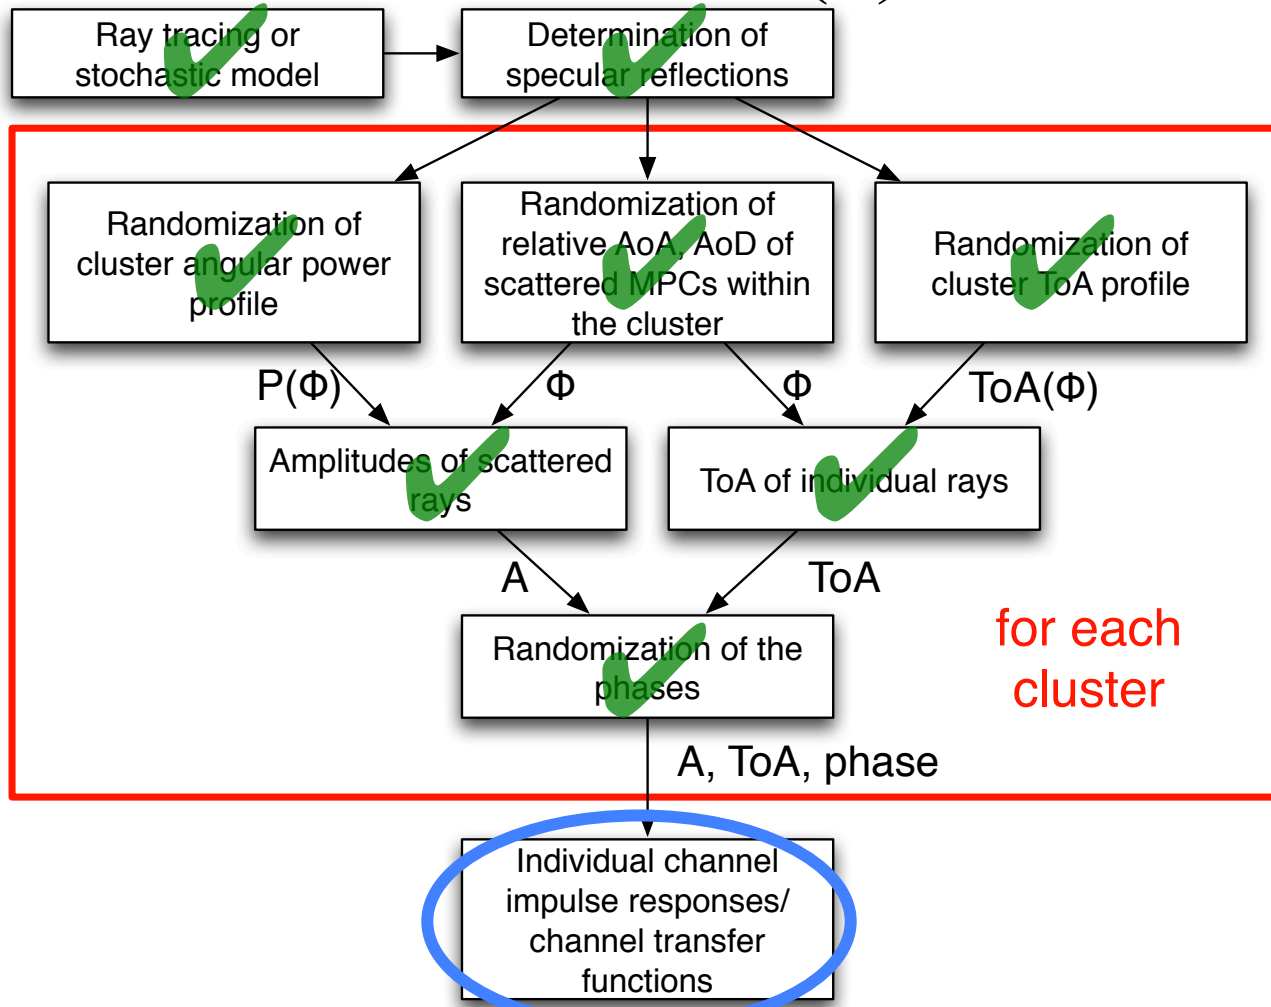 Ray tracing or
stochastic model
Determination of
specular reflections
Randomization of
cluster angular power
profile
Randomization of
relative AoA, AoD of
scattered MPCs within
the cluster
Randomization of
cluster ToA profile
P(Φ)
Φ
Φ
ToA(Φ)
Amplitudes of scattered
rays
ToA of individual rays
A
ToA
Randomization of the
phases
for each
cluster
A, ToA, phase
Individual channel
impulse responses/
channel transfer
functions